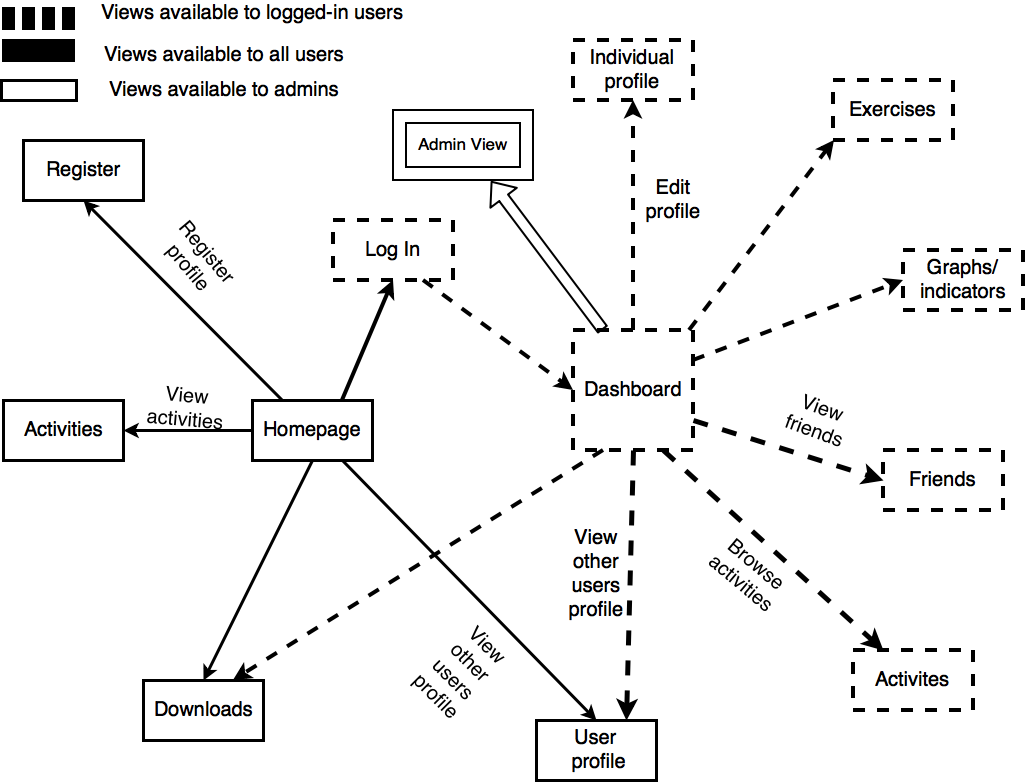 Views available to logged-in users
Views available to all users
Views available to admins
Individual
profile
Exercises
Admin View
Register
Edit
profile
Register
profile
Log In
Graphs/
indicators
Dashboard
View
activities
View
friends
Activities
Homepage
Friends
View
other
users
profile
Browse
activities
View
other
users
profile
Activites
Downloads
User
profile